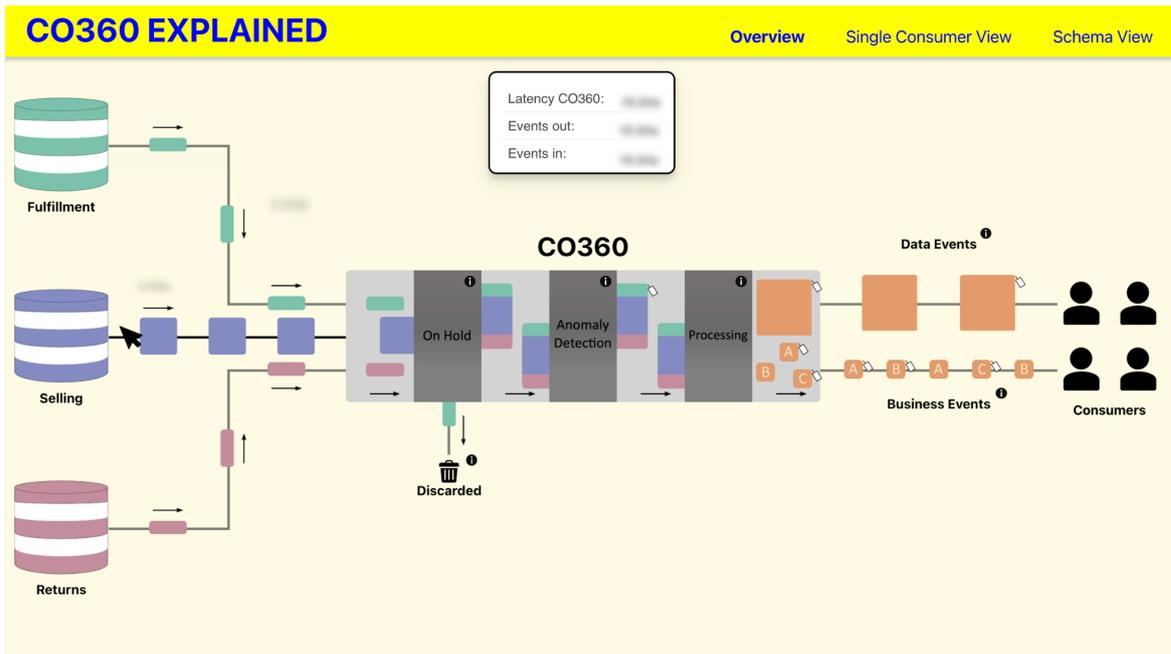 CO360 EXPLAINED
Overview
Single Consumer View
Schema View
Latency CO360:
Events out:
Events in:
Fulfillment
CO360
Data Events
On Hold
Anomaly
Detection
Processing
A
B
C
A
B
A
C
B
Selling
Business Events
Consumers
Discarded
Returns